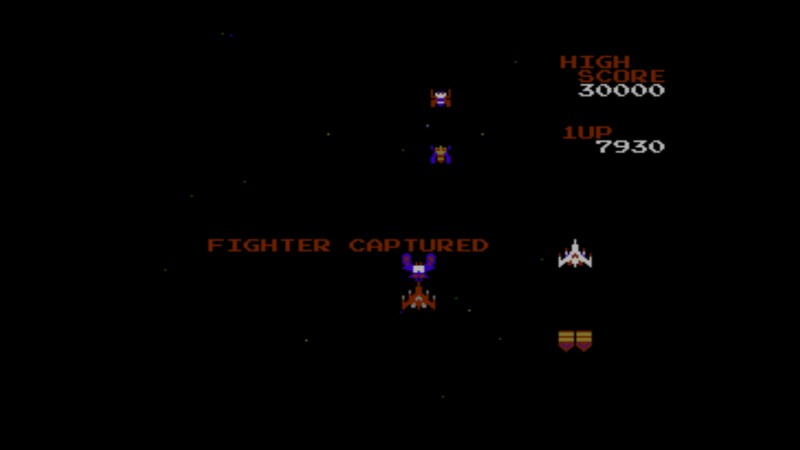 HIGH
SCORE
30000
1UP
7930
FIGHTER CAPTURED